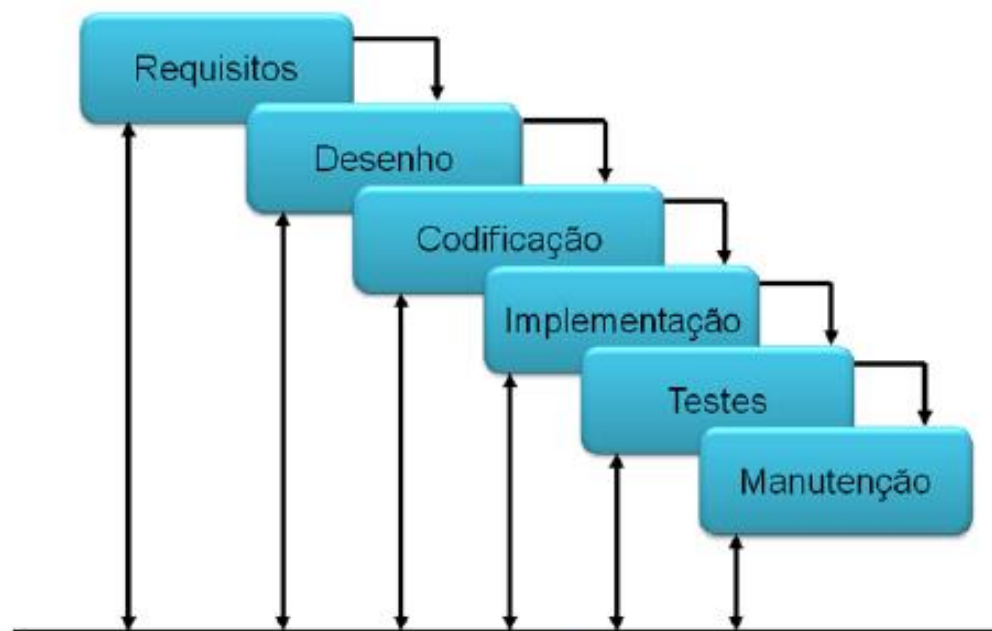 Requisitos
Desenho
Codificação
Implementação
Testes
Manutenção